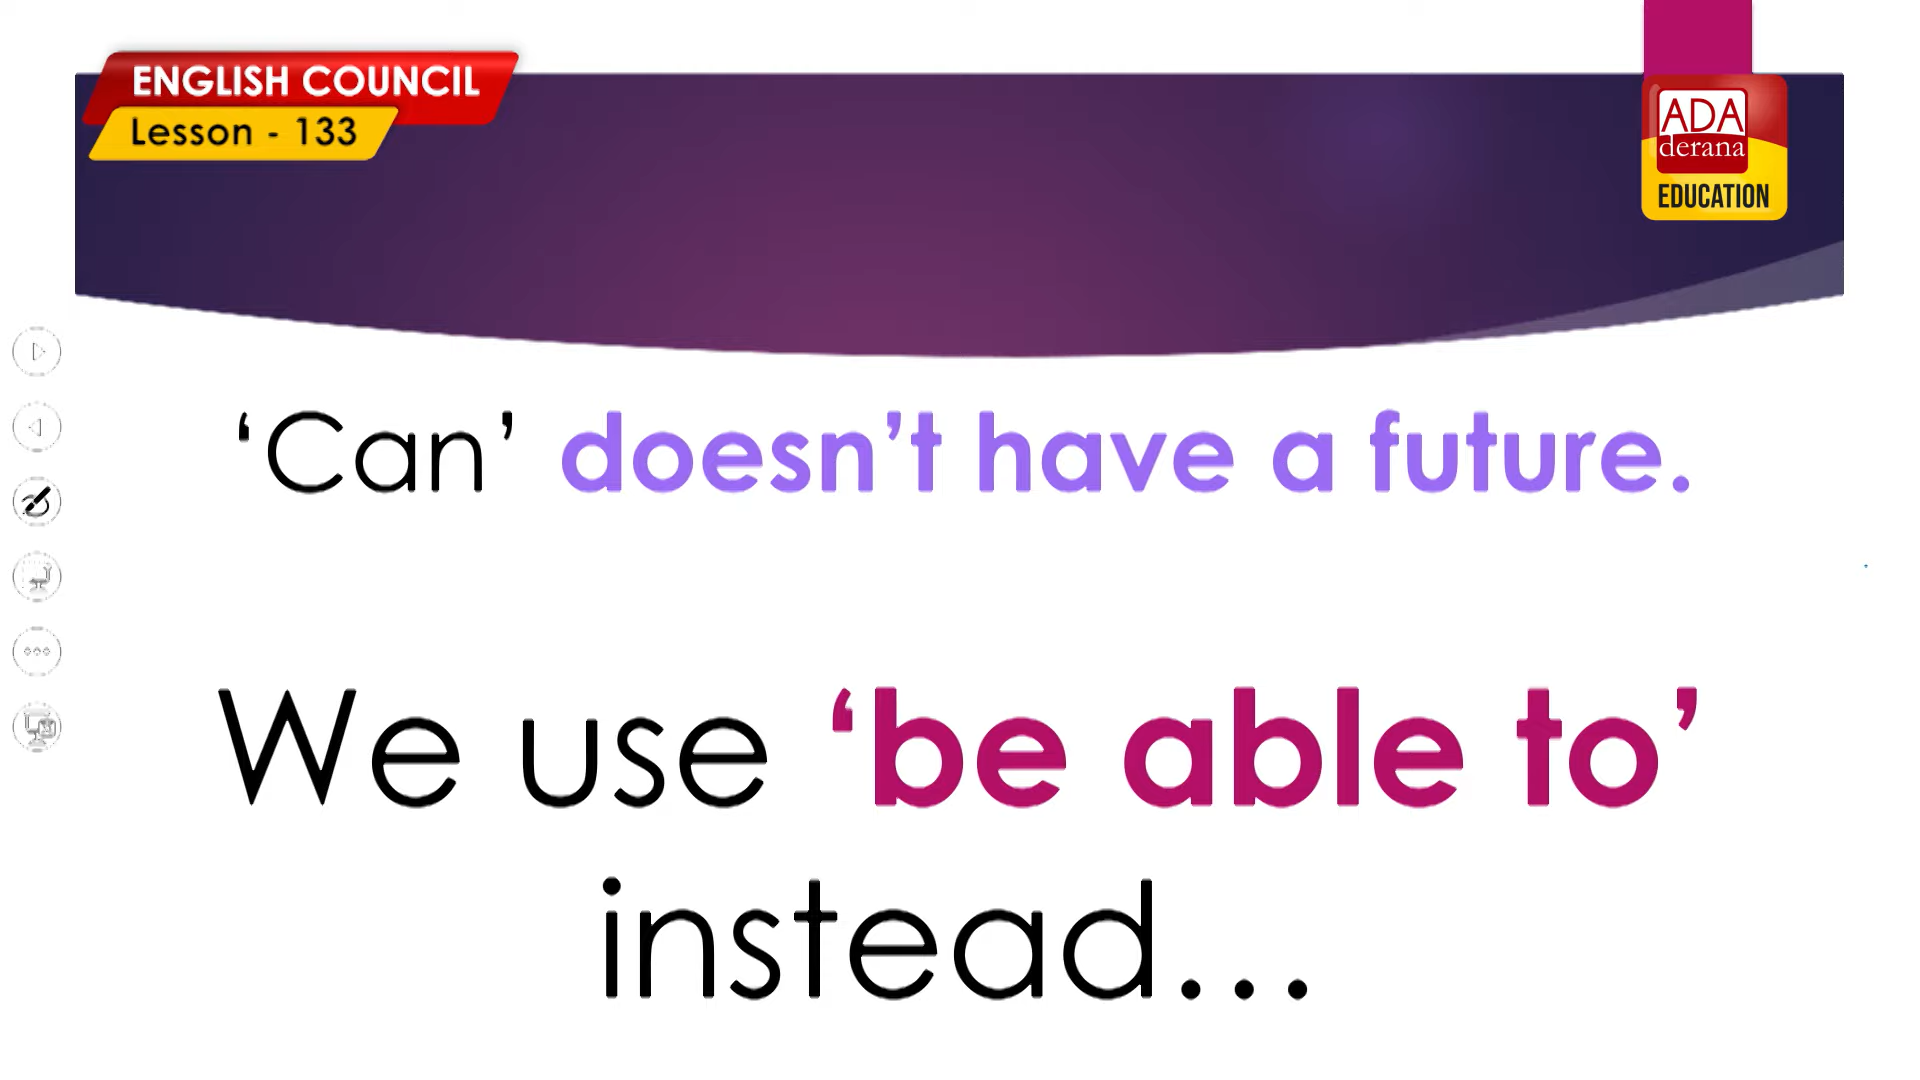 ENGLISH COUNCIL
Lesson - 133
ADA
derana
EDUCATION
‘Can’ doesn’t have a future.
We use ‘be able to’
instead...